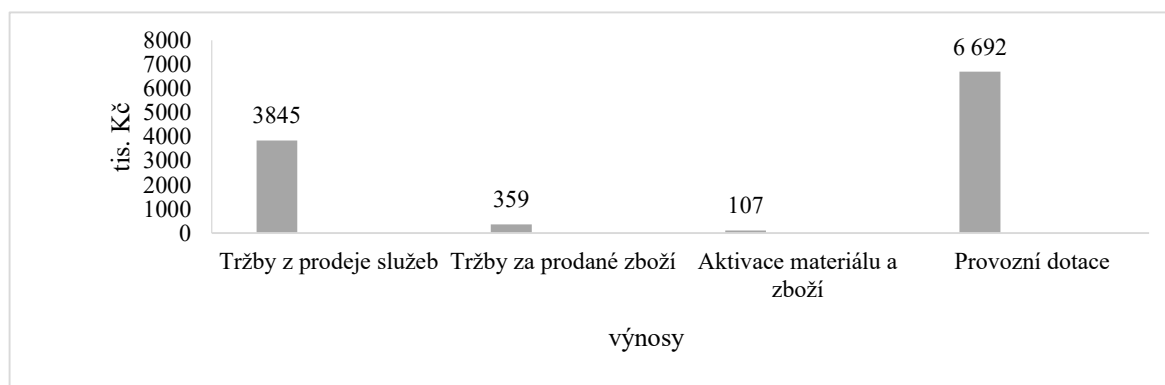 8000
7000
6000
5000
4000
3000
2000
1000
0
tis. Kč
3845
359
107
6 692
Tržby z prodeje služeb
Tržby za prodané zboží
Aktivace materiálu a
zboží
Provozní dotace
výnosy